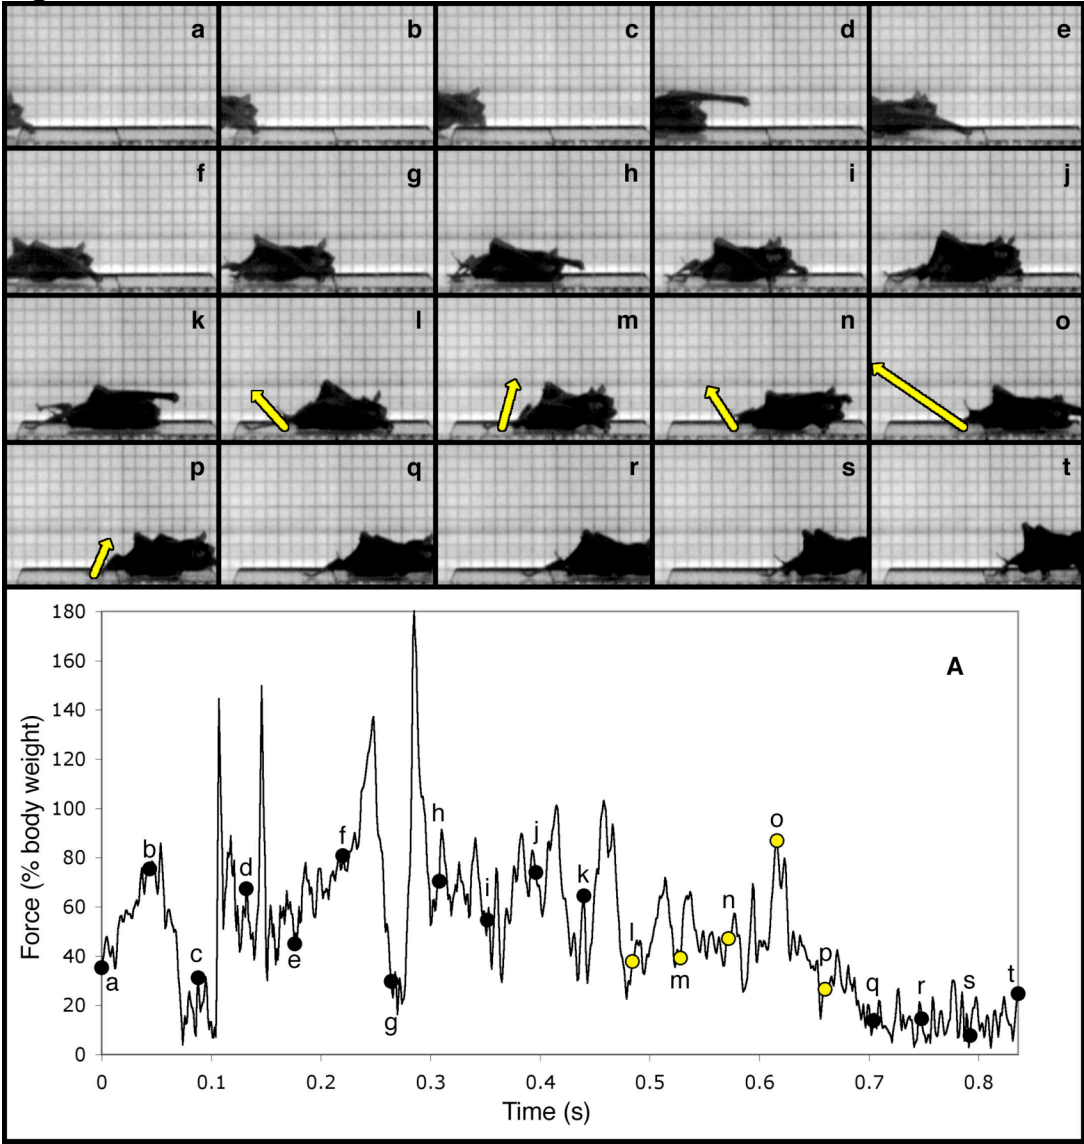 a b c d e
f g h i j
k l m n o
p q r s t
A
Force (% body weight)
180
160
140
120
100
80
60
40
20
0
a b c d e f g h i j k l m n o p q r s t
0 0.1 0.2 0.3 0.4 0.5 0.6 0.7 0.8
Time (s)